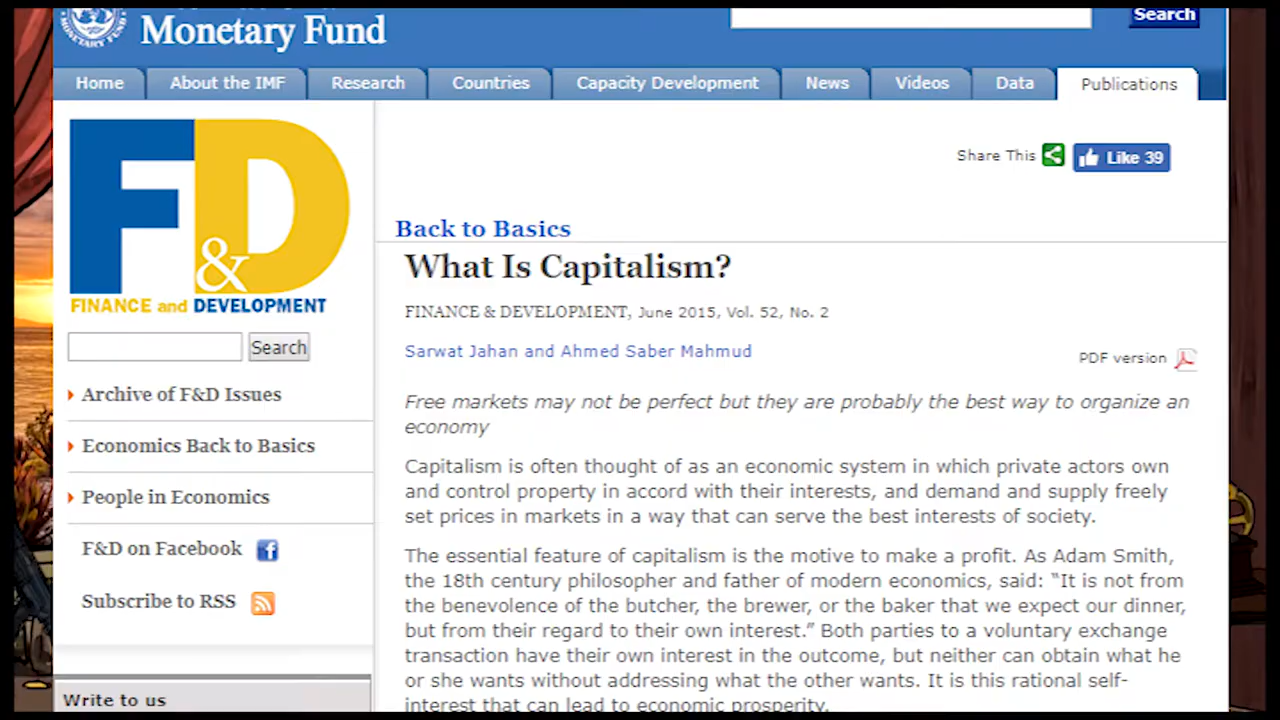 Monetary Fund
Search
MONETARY FUND
Home
About the IMF
Research
Countries
Capacity Development
News
Videos
Data
Publications
F&D
FINANCE and DEVELOPMENT
Share This
Like 39
Back to Basics
What Is Capitalism?
FINANCE & DEVELOPMENT, June 2015, Vol. 52, No. 2
Search
Sarwat Jahan and Ahmed Saber Mahmud
PDF version
Archive of F&D Issues
Economics Back to Basics
People in Economics
F&D on Facebook
Subscribe to RSS
Write to us
Free markets may not be perfect but they are probably the best way to organize an
economy
Capitalism is often thought of as an economic system in which private actors own
and control property in accord with their interests, and demand and supply freely
set prices in markets in a way that can serve the best interests of society.
The essential feature of capitalism is the motive to make a profit. As Adam Smith,
the 18th century philosopher and father of modern economics, said: “It is not from
the benevolence of the butcher, the brewer, or the baker that we expect our dinner,
but from their regard to their own interest.” Both parties to a voluntary exchange
transaction have their own interest in the outcome, but neither can obtain what he
or she wants without addressing what the other wants. It is this rational self-
interest that can lead to economic prosperity.